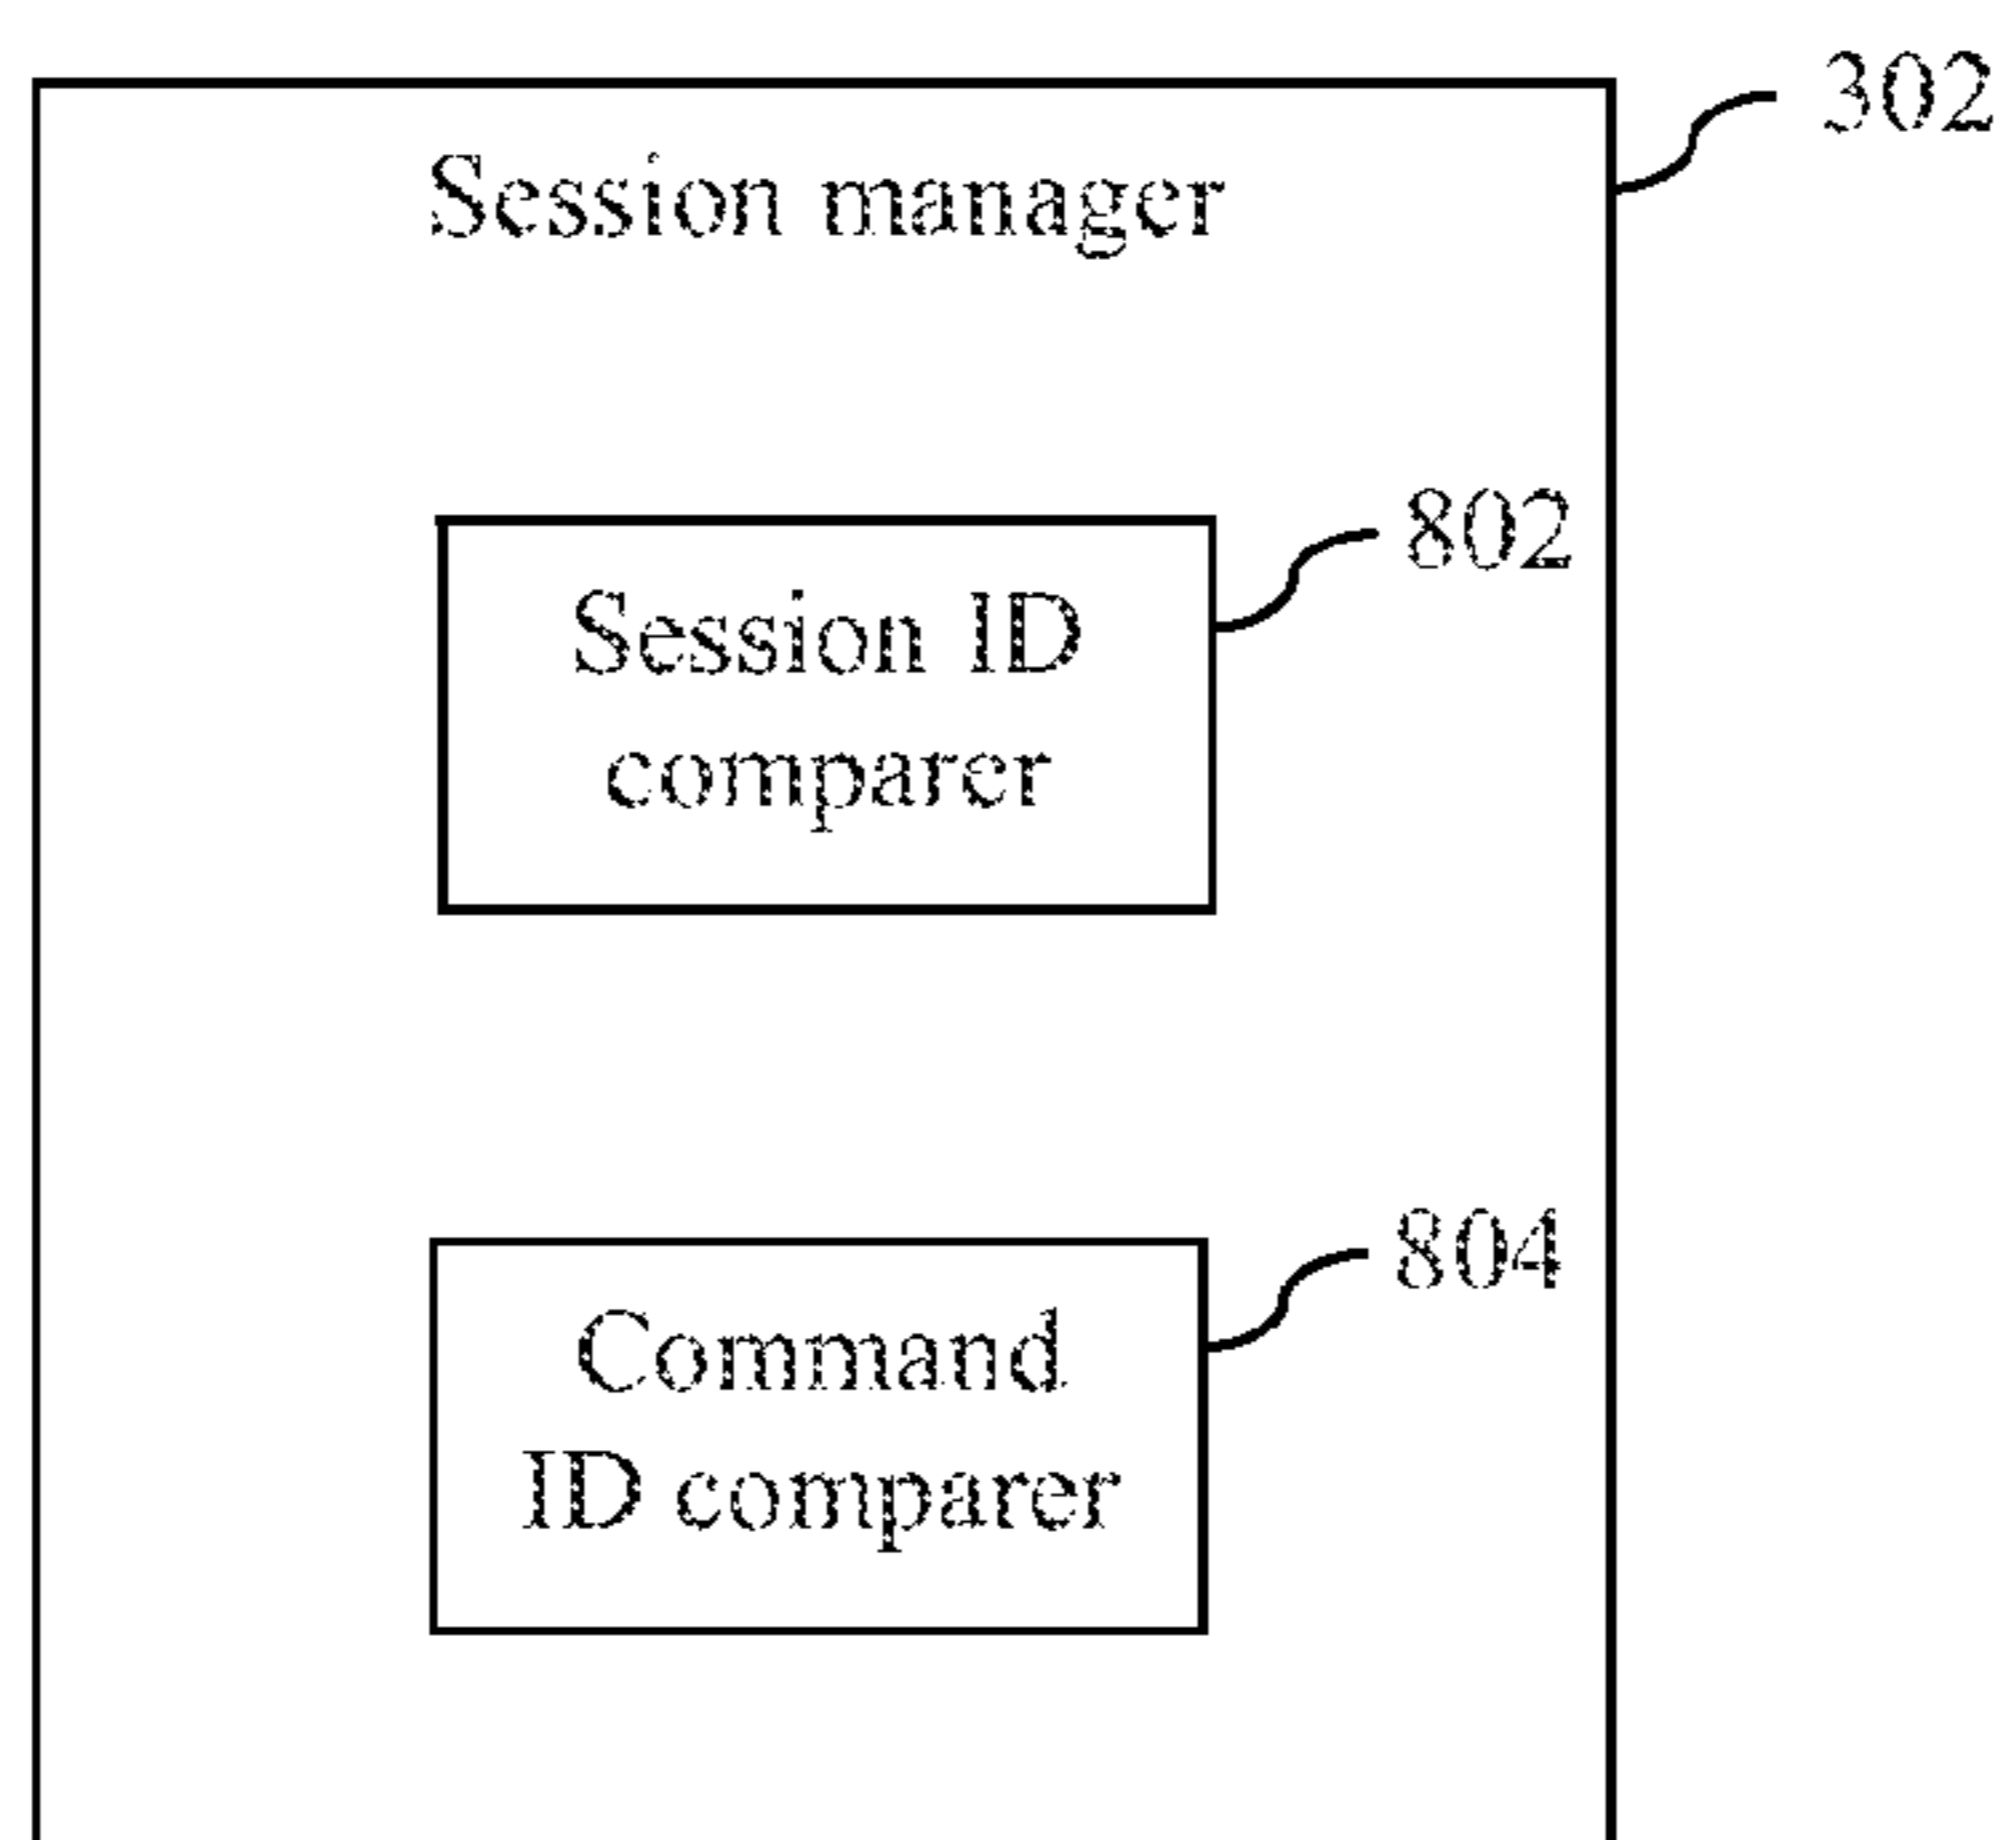 302
Session manager
802
Session ID
comparer
804
Command
ID comparer